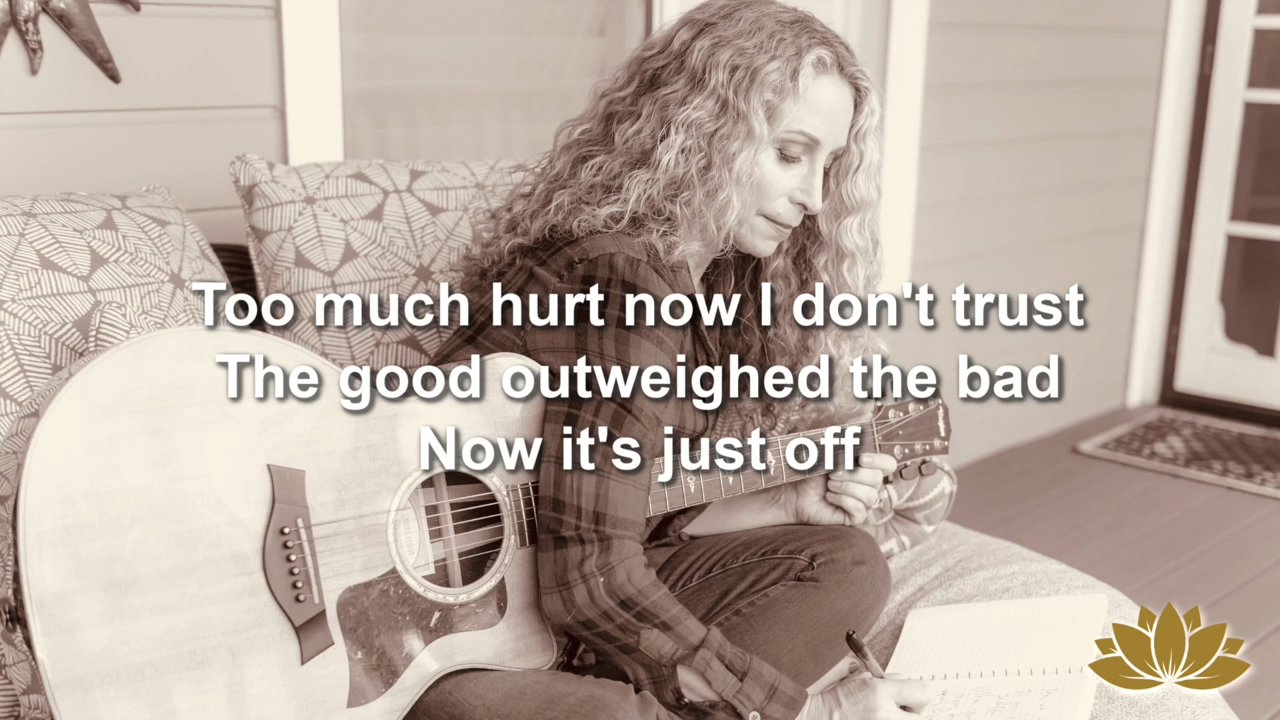 Too much hurt now I don't trust
The good outweighed the bad
Now it's just off